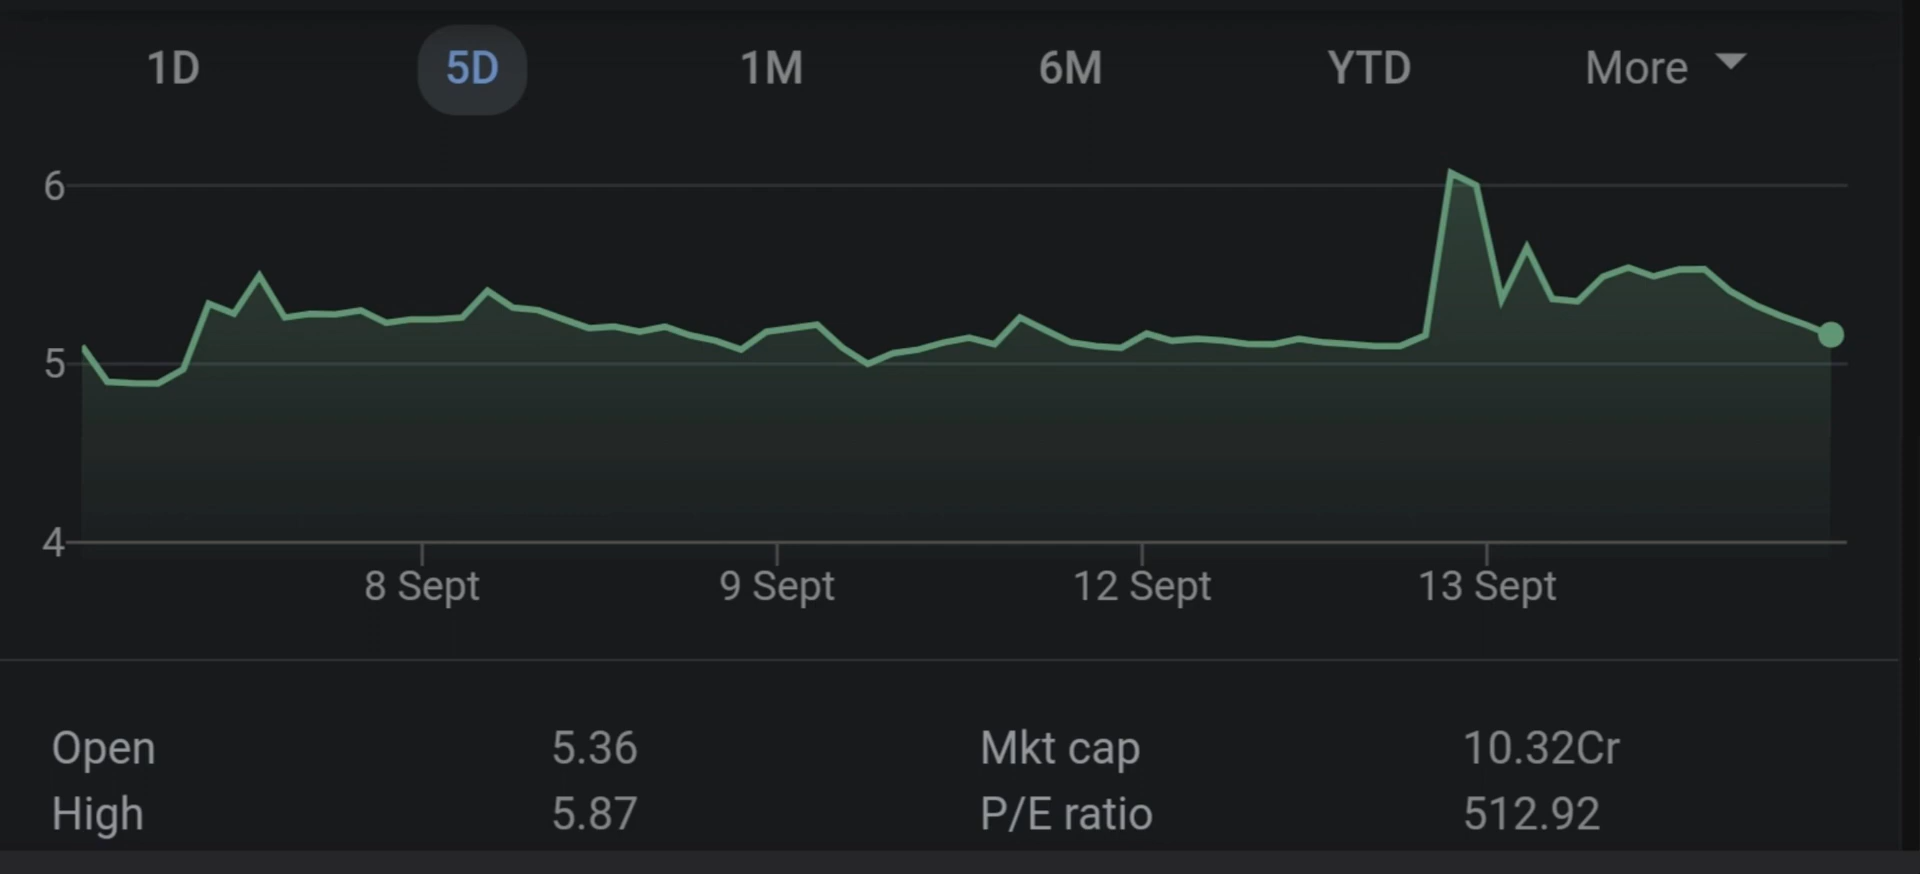 1D 5D 1M 6M YTD More
6
5
4
8 Sept 9 Sept 12 Sept 13 Sept
Open 5.36 Mkt cap 10.32Cr
High 5.87 P/E ratio 512.92